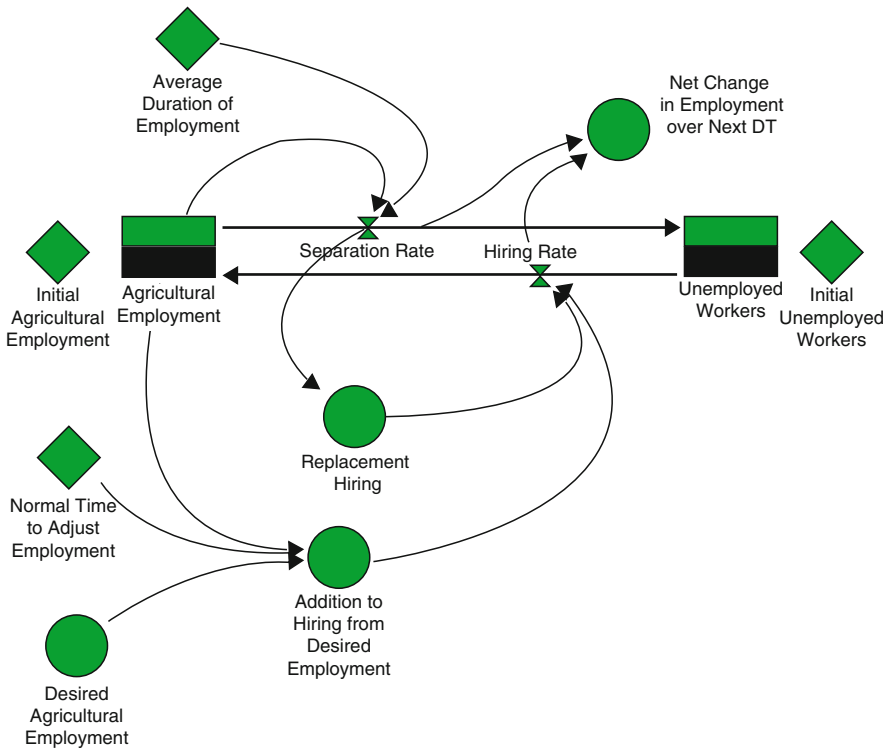 Average
Duration of
Employment
Net Change
in Employment
over Next DT
Separation Rate
Hiring Rate
Initial
Agricultural
Employment
Agricultural
Employment
Unemployed
Workers
Initial
Unemployed
Workers
Replacement
Hiring
Normal Time
to Adjust
Employment
Addition to
Hiring from
Desired
Employment
Desired
Agricultural
Employment